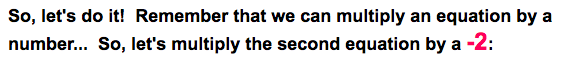 So, let's do it!  Remember that we can multiply an equation by a
number...  So, let's multiply the second equation by a -2: